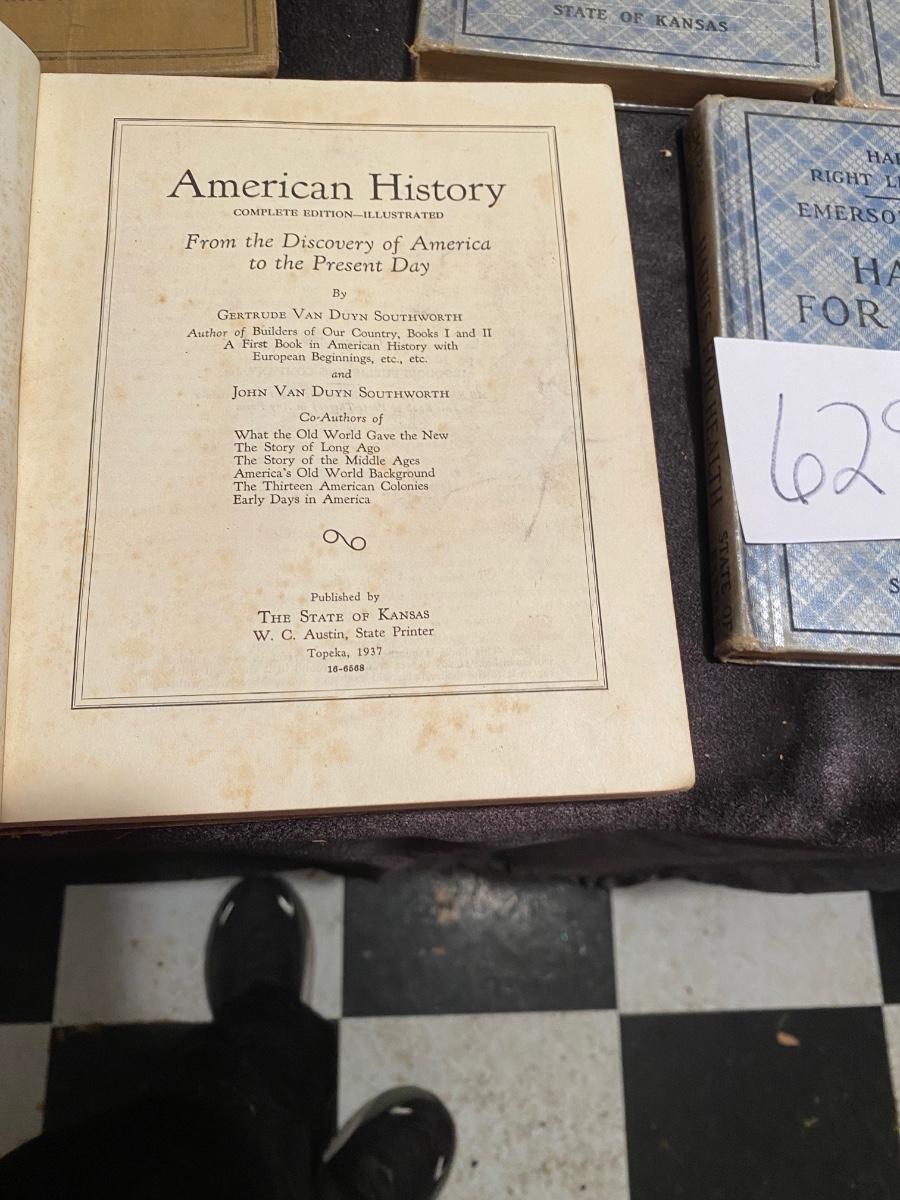 STATE OF KANSAS
American History
COMPLETE EDITION—ILLUSTRATED
From the Discovery of America
to the Present Day
By
GERTRUDE VAN DUYN SOUTHWORTH
Author of Builders of Our Country, Books I and II
A First Book in American History with
European Beginnings, etc., etc.
and
JOHN VAN DUYN SOUTHWORTH
Co-Authors of
What the Old World Gave the New
The Story of Long Ago
The Story of the Middle Ages
America's Old World Background
The Thirteen American Colonies
Early Days in America
Published by
THE STATE OF KANSAS
W. C. Austin, State Printer
Topeka, 1937
16-6568
RIGHT
FOR
HABITS FOR HEALTH STATE OF
62